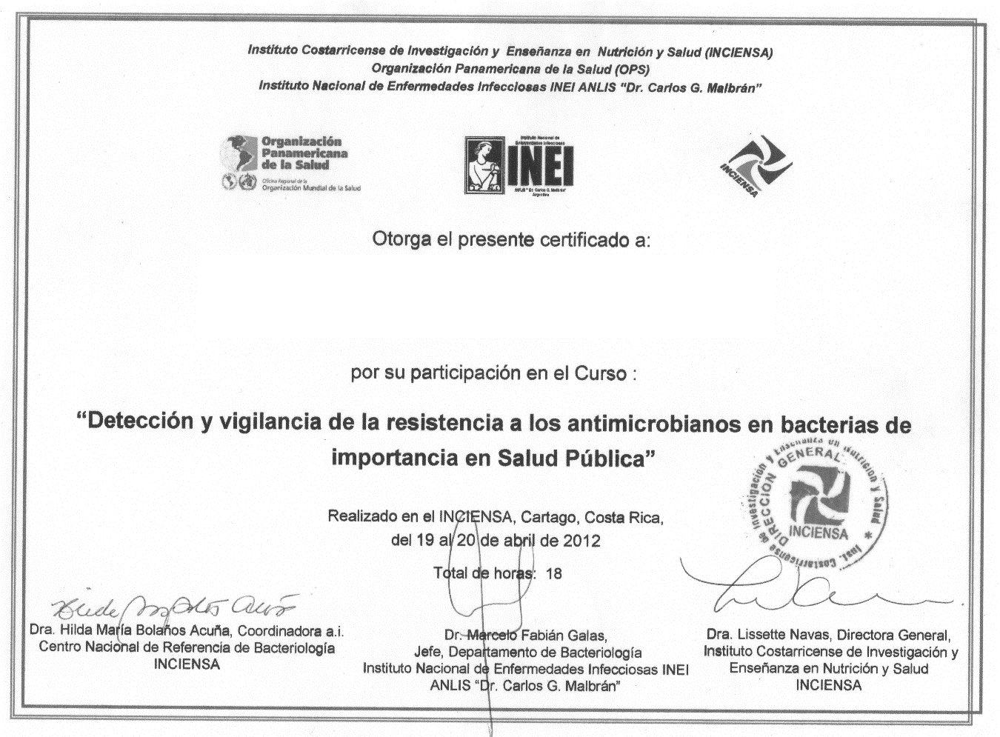 Instituto Costarricense de Investigación y Enseñanza en Nutrición y Salud (INCIENSA)
Organización Panamericana de la Salud (OPS)
Instituto Nacional de Enfermedades Infecciosas INEI ANLIS “Dr. Carlos G. Malbrán”
Organización
Panamericana
de la Salud
Oficina Regional de la
Organización Mundial de la Salud
Instituto Nacional de
Enfermedades Infecciosas
INEI
ANLIS " Dr. Carlos G. Malbrán"
Argentina
INCIENSA
Otorga el presente certificado a:
por su participación en el Curso :
“Detección y vigilancia de la resistencia a los antimicrobianos en bacterias de
importancia en Salud Pública”
Inst. Costarricense de Investigación y Enseñanza en Nutrición y Salud *
DIRECCIÓN GENERAL
INCIENSA
Realizado en el INCIENSA, Cartago, Costa Rica,
del 19 al 20 de abril de 2012
Total de horas: 18
Dra. Hilda María Bolaños Acuña, Coordinadora a.i.
Centro Nacional de Referencia de Bacteriología
INCIENSA
Dr. Marcelo Fabián Galas,
Jefe, Departamento de Bacteriología
Instituto Nacional de Enfermedades Infecciosas INEI
ANLIS “Dr. Carlos G. Malbrán”
Dra. Lissette Navas, Directora General,
Instituto Costarricense de Investigación y
Enseñanza en Nutrición y Salud
INCIENSA